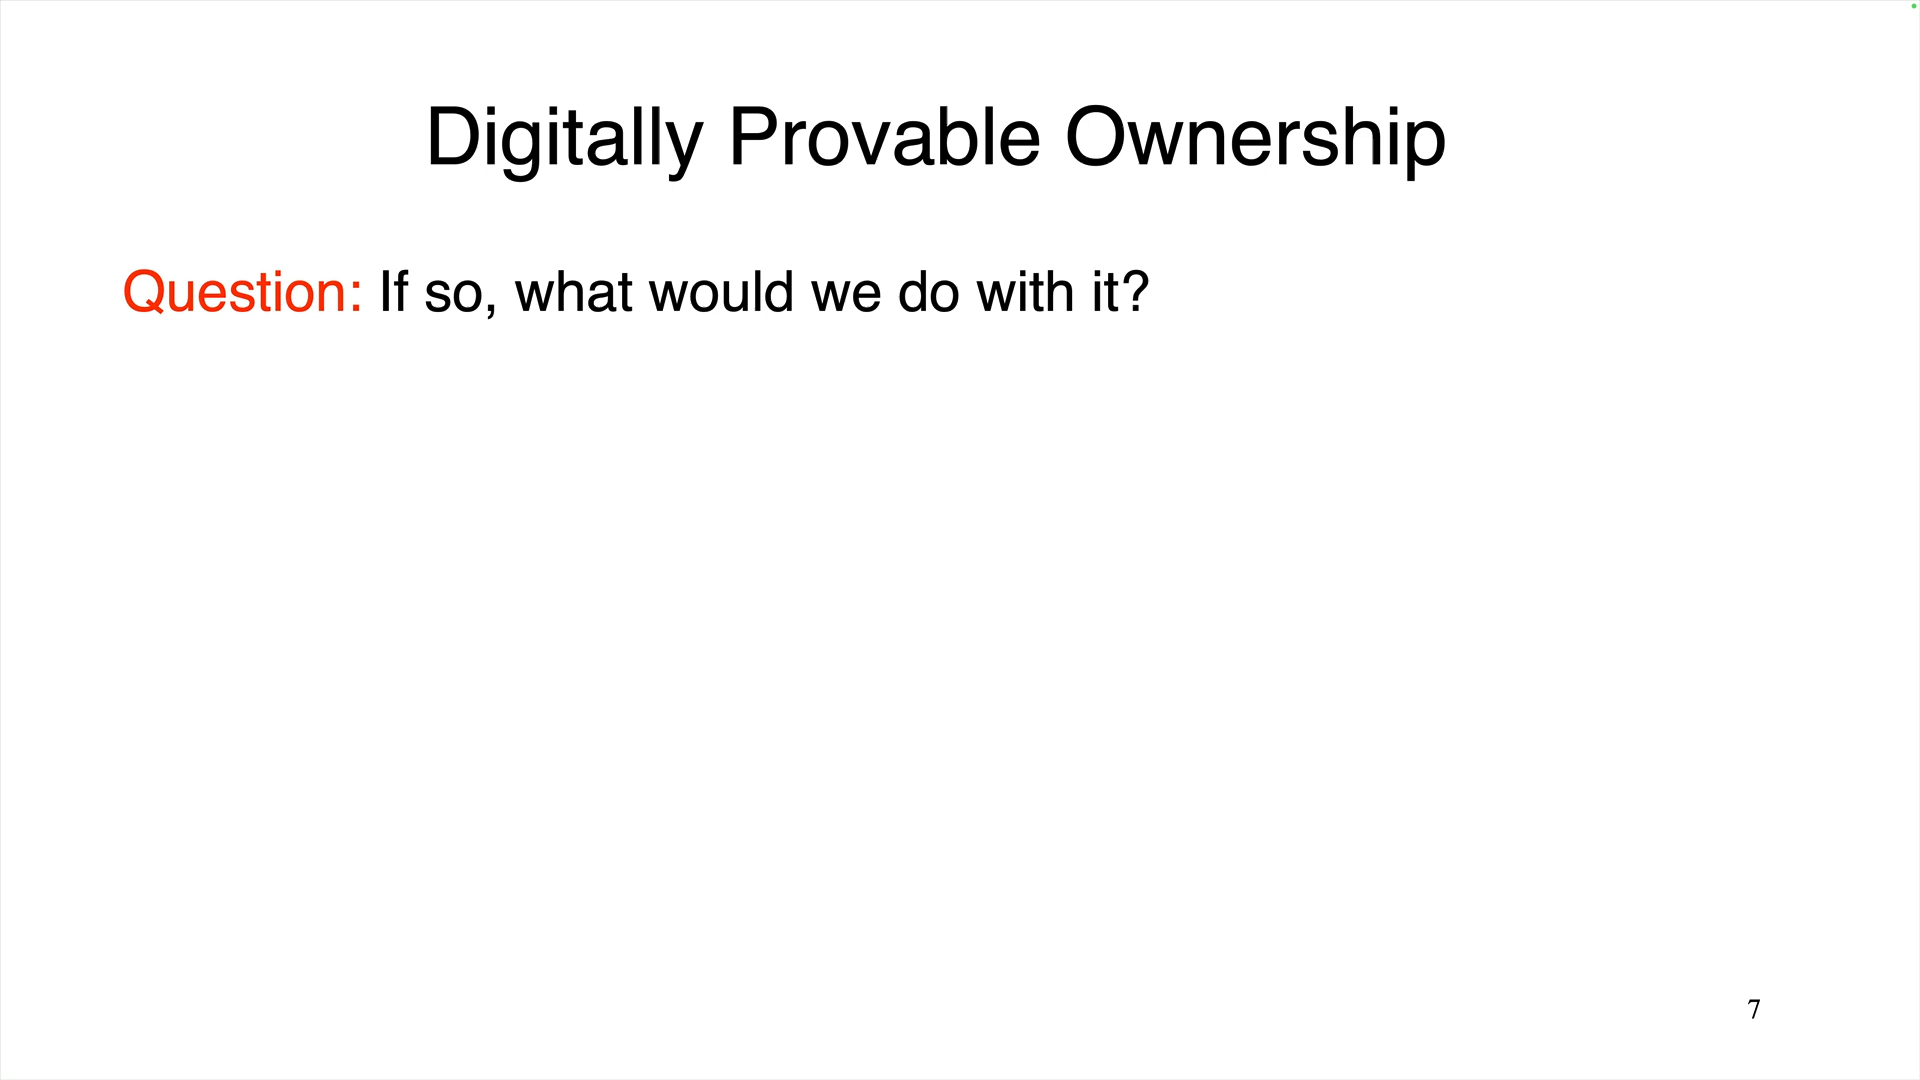 Digitally Provable Ownership
Question: If so, what would we do with it?
7